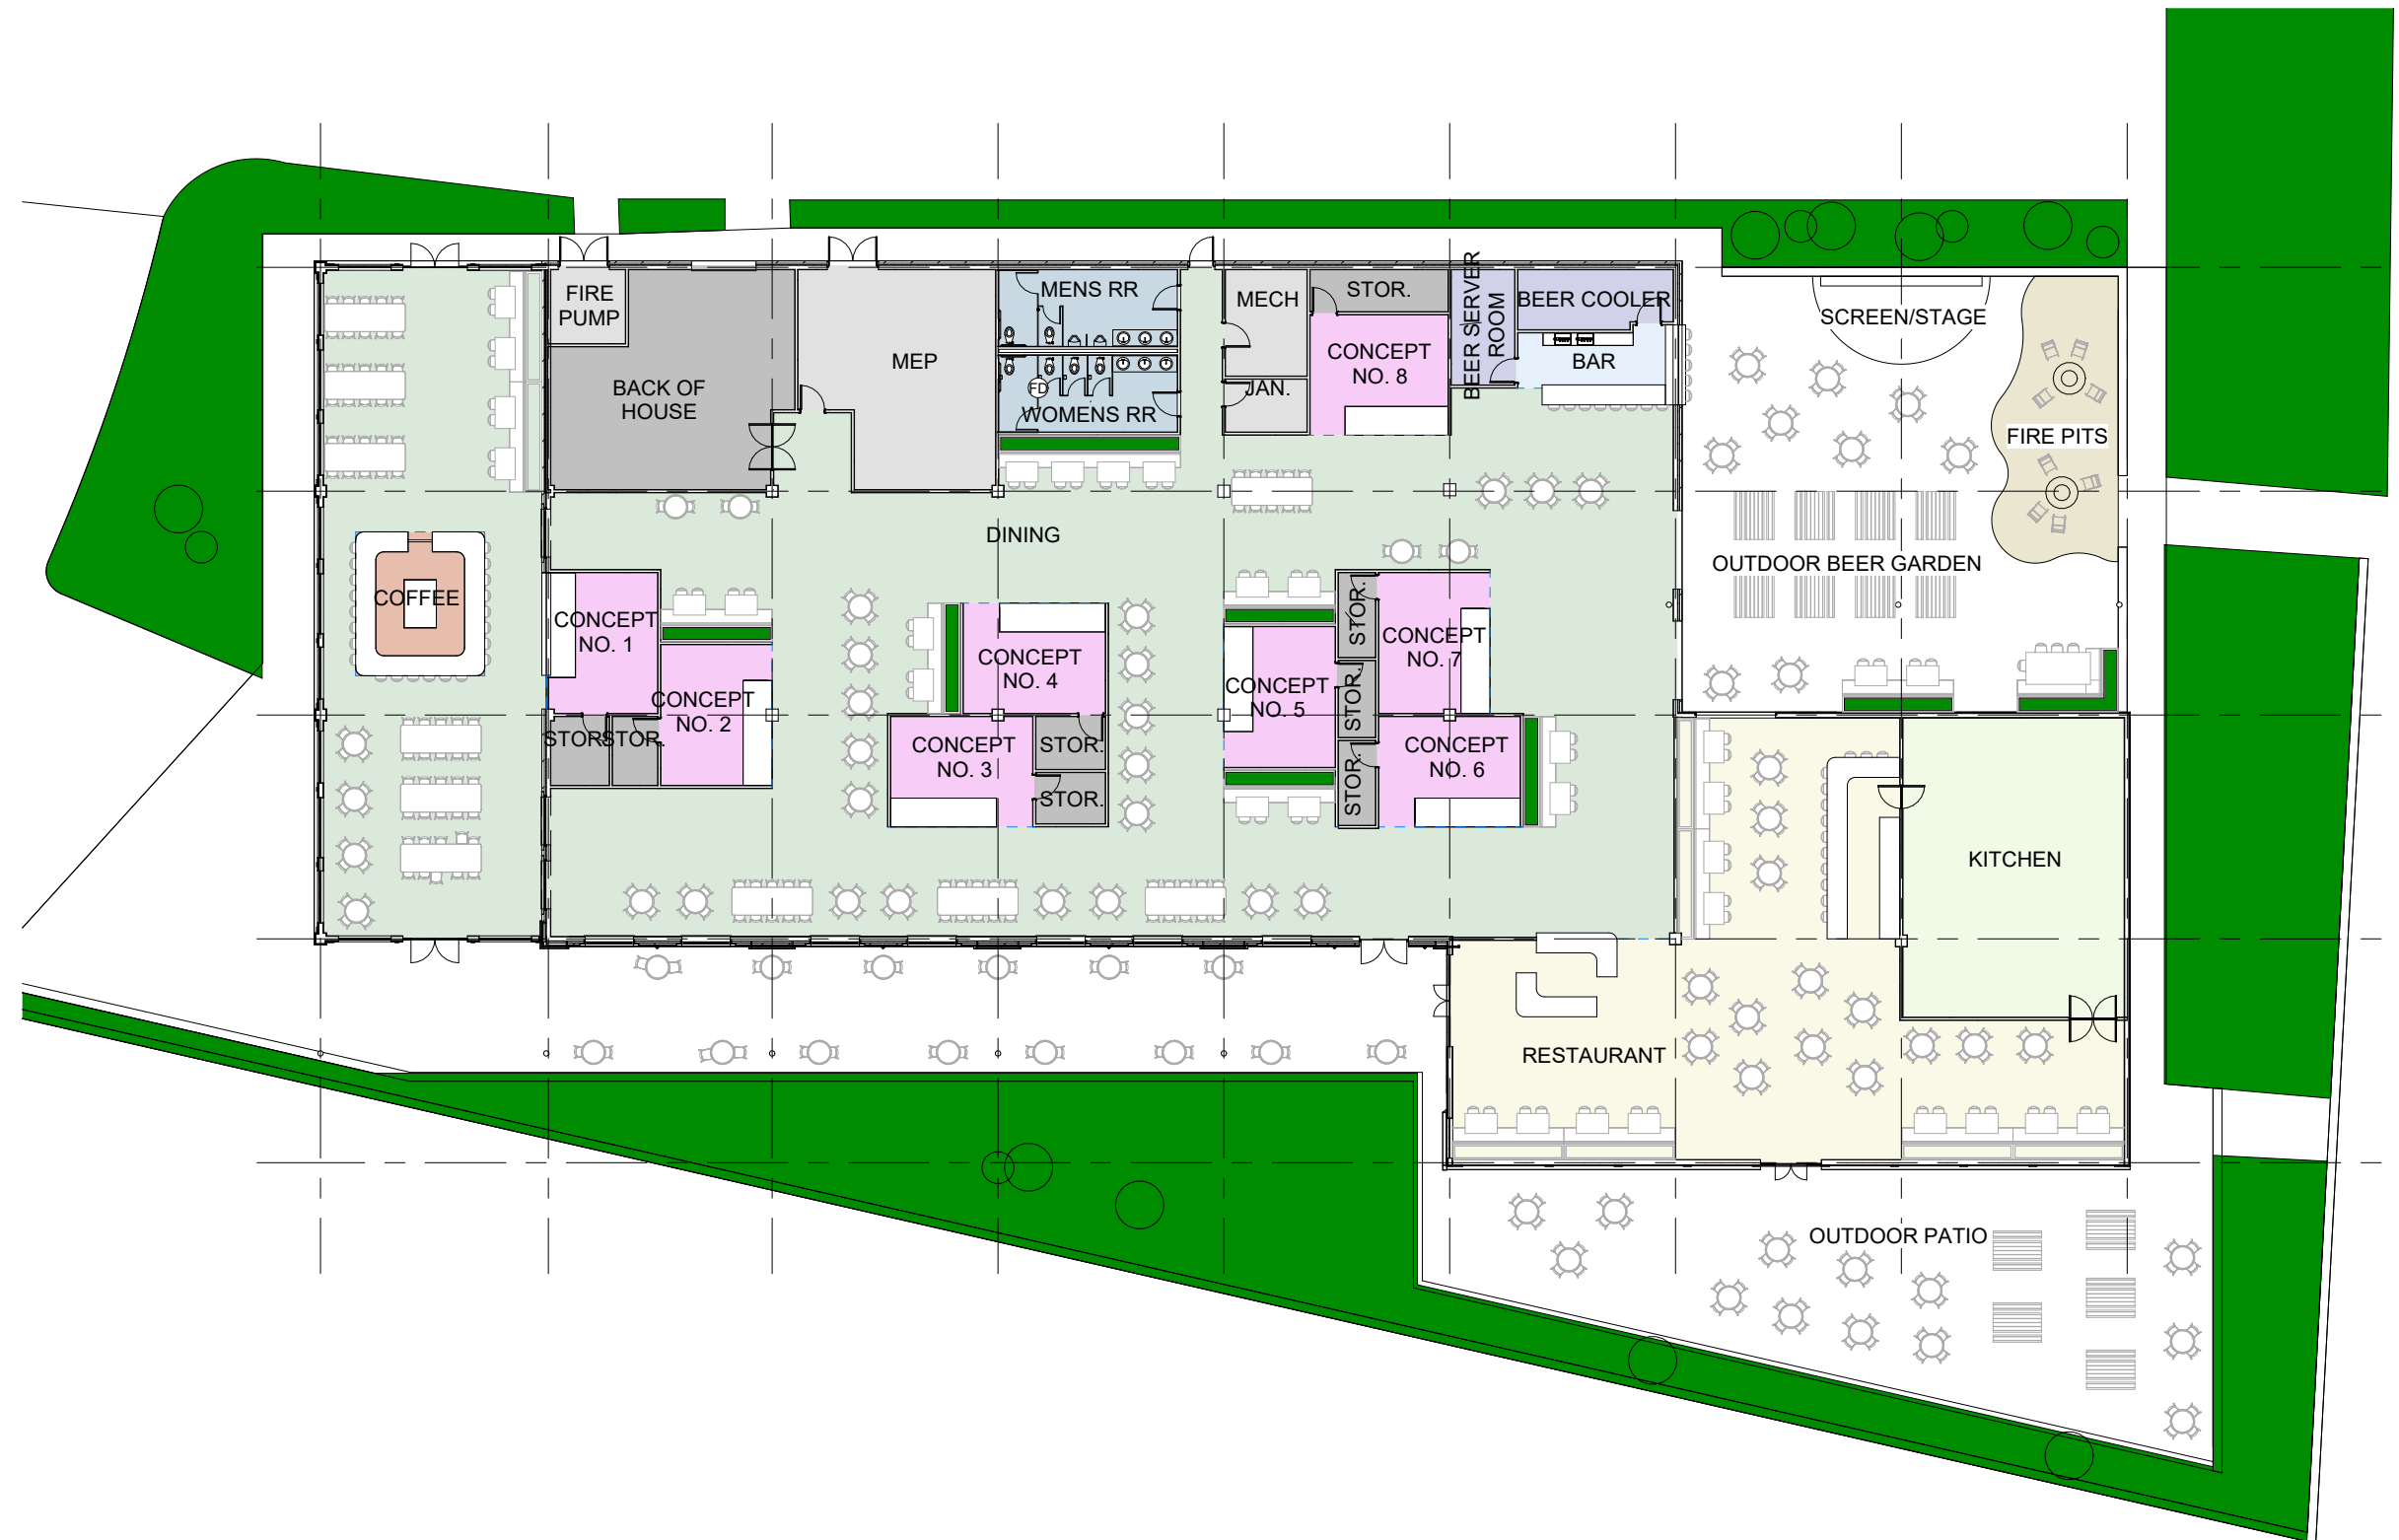 FIRE
PUMP
BACK OF
HOUSE
MEP
MENS RR
FD
WOMENS RR
MECH
JAN.
STOR.
CONCEPT
NO. 8
BEER SERVER
ROOM
BEER COOLER
BAR
SCREEN/STAGE
FIRE PITS
OUTDOOR BEER GARDEN
DINING
COFFEE
CONCEPT
NO. 1
STOR.
STOR.
CONCEPT
NO. 2
CONCEPT
NO. 4
CONCEPT
NO. 3
STOR.
STOR.
CONCEPT
NO. 5
STOR.
STOR.
STOR.
CONCEPT
NO. 7
CONCEPT
NO. 6
KITCHEN
RESTAURANT
OUTDOOR PATIO